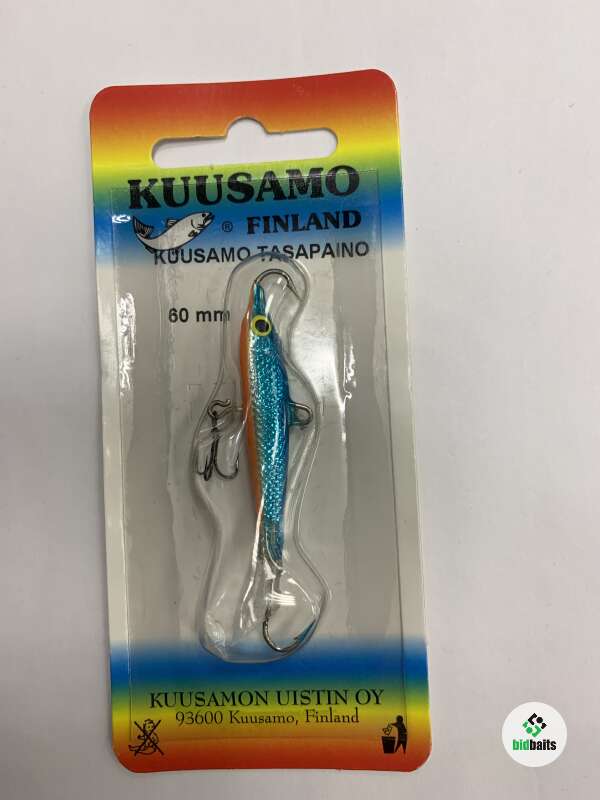 KUUSAMO
® FINLAND
KUUSAMO TASAPAINO
60 mm
KUUSAMON UISTIN OY
93600 Kuusamo, Finland
bidbaits